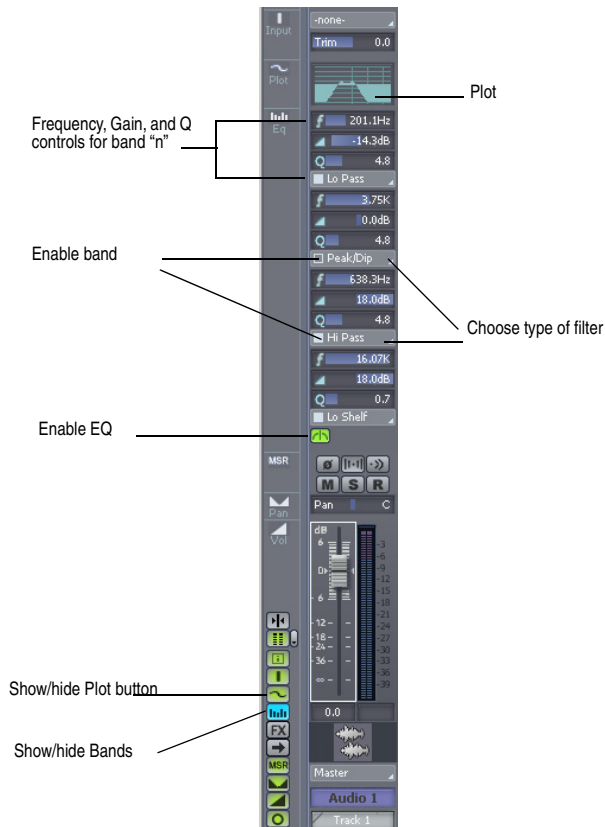 -none-
Input
Trim 0.0
Plot
Plot
Eq
Frequency, Gain, and Q
controls for band “n”
f 201.1Hz
-14.3dB
Q 4.8
Lo Pass
f 3.75K
0.0dB
Q 4.8
Enable band
Peak/Dip
f 638.3Hz
18.0dB
Q 4.8
Choose type of filter
Hi Pass
f 16.07K
18.0dB
Q 0.7
Lo Shelf
Enable EQ
MSR
M S R
Pan
Pan C
Vol
dB
6
-3
-6
-9
0
-12
-15
6
-18
-21
-12
-24
-18
-27
-24
-30
-36
-33
-36
∞
-39
Show/hide Plot button
0.0
FX
Show/hide Bands
MSR
Master
Audio 1
Track 1